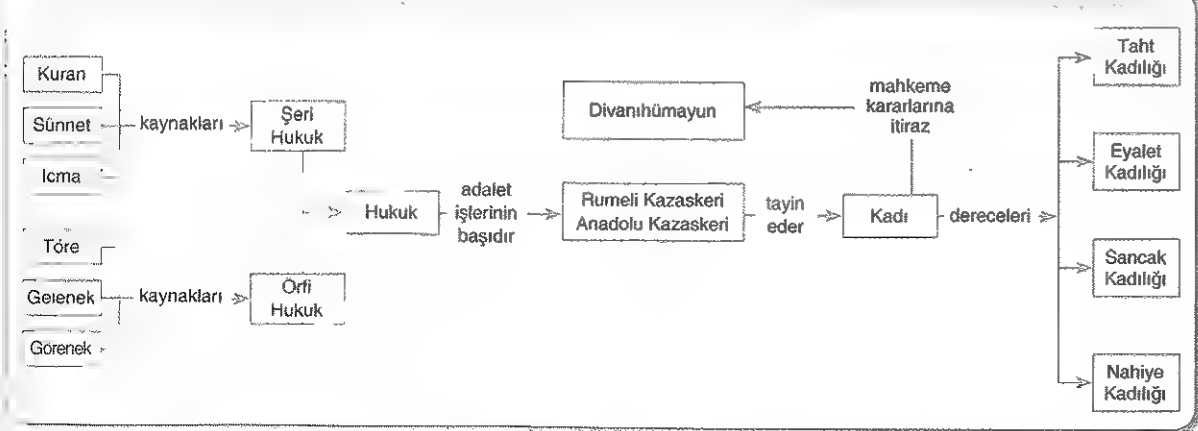 Kuran
Sünnet
Icma
kaynakları
Şeri
Hukuk
Töre
Gelenek
Görenek
kaynakları
Örfi
Hukuk
Hukuk
adalet
işlerinin
başıdır
Divanıhümayun
Rumeli Kazaskeri
Anadolu Kazaskeri
tayin
eder
mahkeme
kararlarına
itiraz
Kadı
dereceleri
Taht
Kadılığı
Eyalet
Kadılığı
Sancak
Kadılığı
Nahiye
Kadılığı